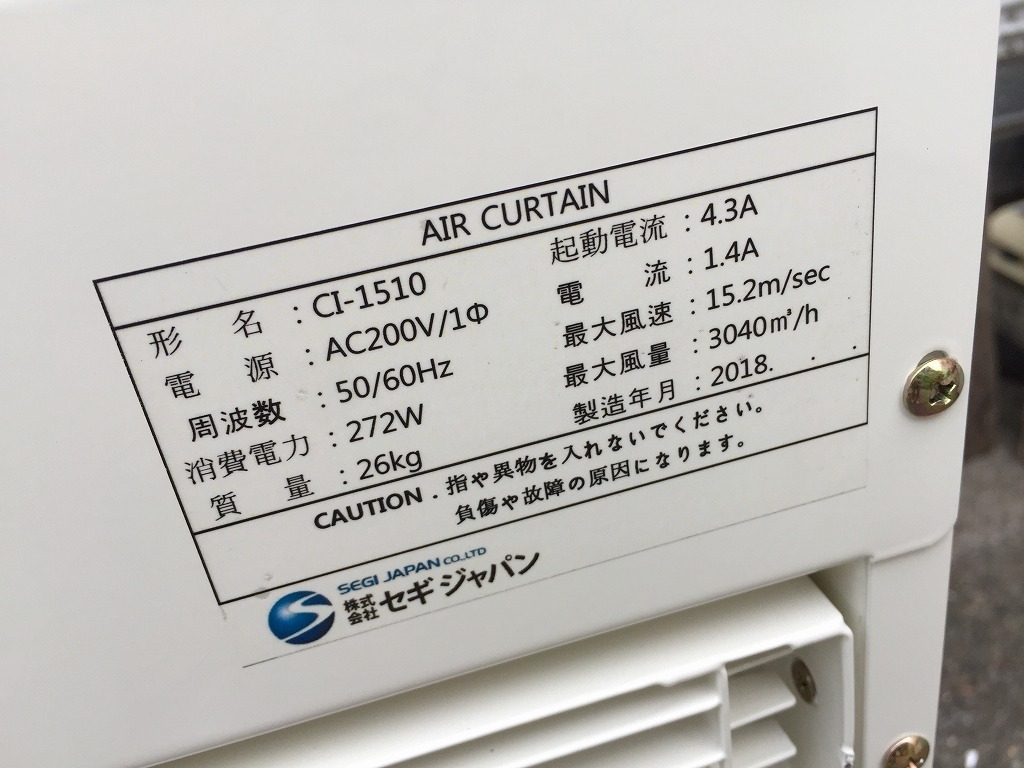 AIR CURTAIN
形 名 : CI-1510
電 源 : AC200V/1Φ
周波数 : 50/60Hz
消費電力 : 272W
質 量 : 26kg
起動電流 : 4.3A
電 流 : 1.4A
最大風速 : 15.2m/sec
最大風量 : 3040㎥/h
製造年月 : 2018. . .
CAUTION . 指や異物を入れないでください。
負傷や故障の原因になります。
SEGI JAPAN CO.,LTD
株式会社 セギ ジャパン